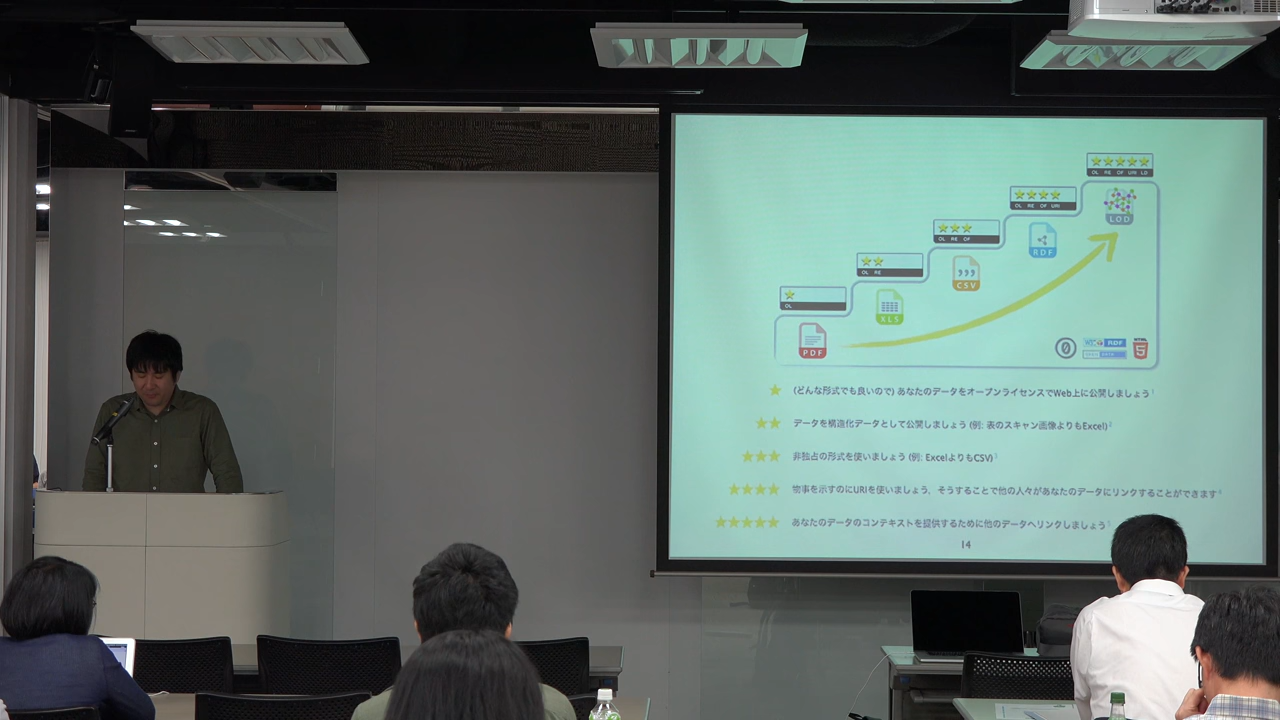 OL RE OF URI LD
OL RE OF URI
LOD
OL RE OF
RDF
OL RE
CSV
OL
XLS
PDF
RDF
5
(どんな形式でも良いので) あなたのデータをオープンライセンスでWeb上に公開しましょう1
データを構造化データとして公開しましょう (例: 表のスキャン画像よりもExcel)2
非独占の形式を使いましょう (例: ExcelよりもCSV)3
物事を示すのにURIを使いましょう，そうすることで他の人々があなたのデータにリンクすることができます4
あなたのデータのコンテキストを提供するために他のデータへリンクしましょう5
14